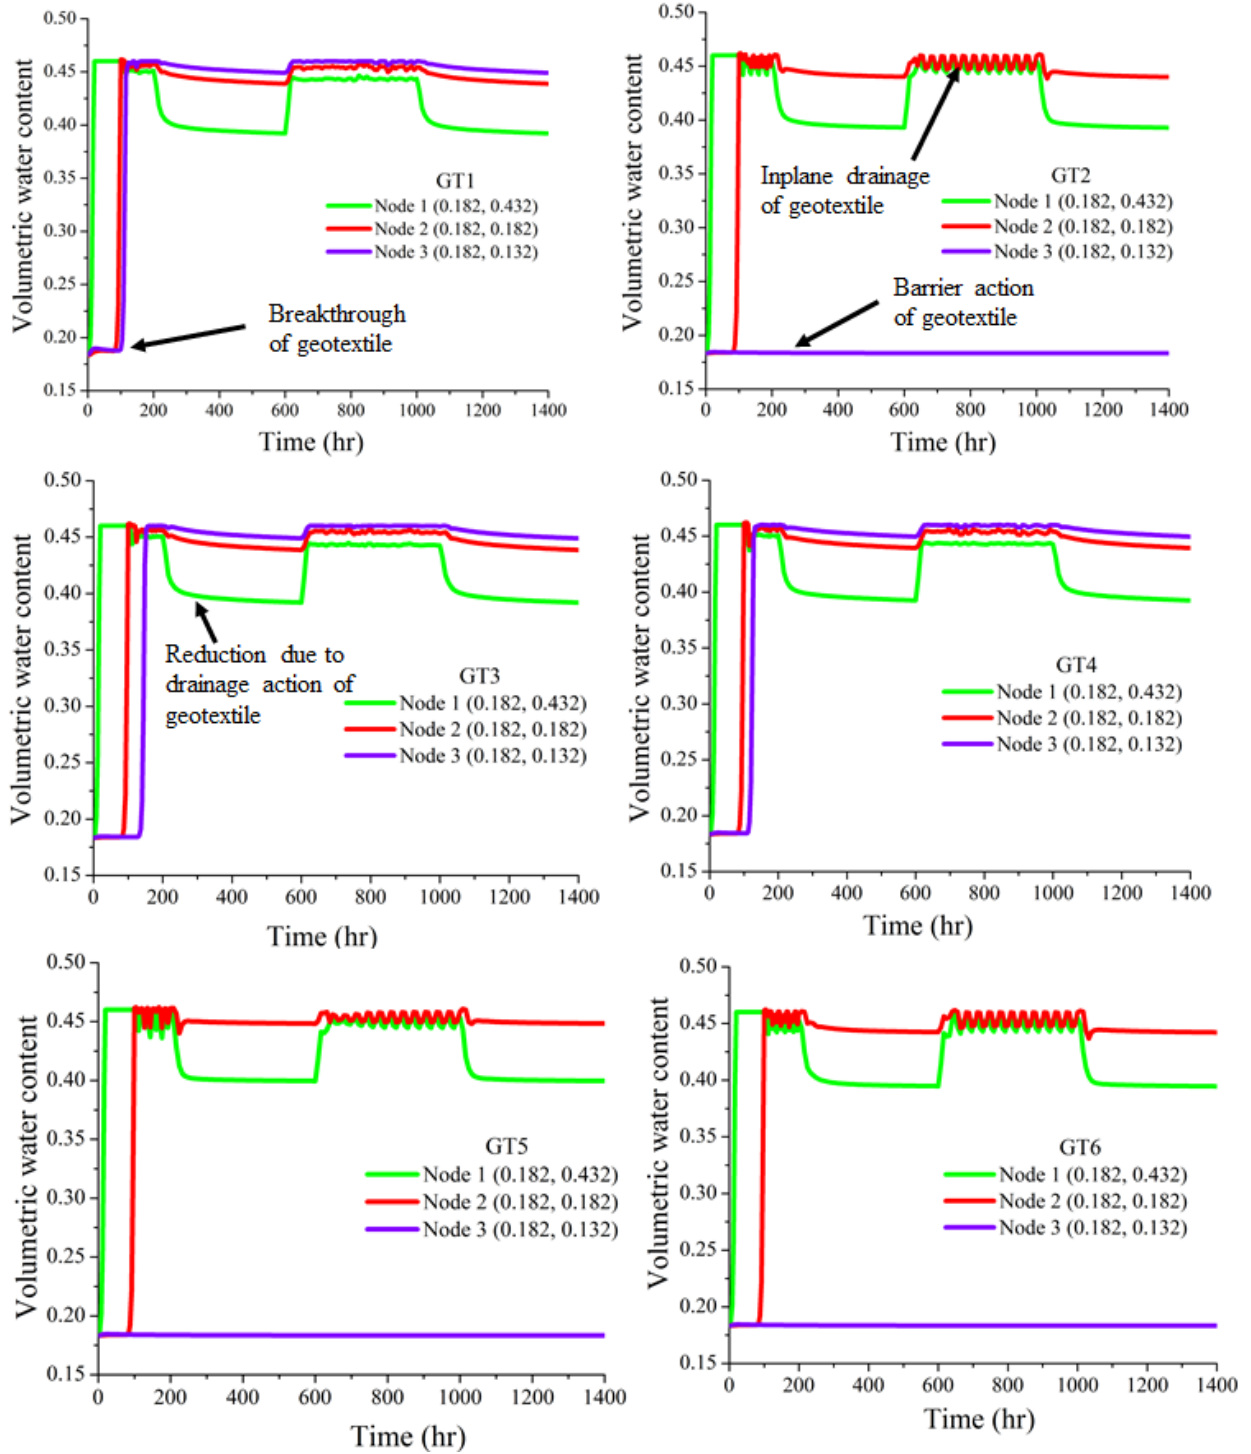 0.50
0.45
0.40
0.35
0.30
0.25
0.20
0.15
Volumetric water content
GT1
Node 1 (0.182, 0.432)
Node 2 (0.182, 0.182)
Node 3 (0.182, 0.132)
Breakthrough
of geotextile
0 200 400 600 800 1000 1200 1400
Time (hr)
0.50
0.45
0.40
0.35
0.30
0.25
0.20
0.15
Volumetric water content
Inplane drainage
of geotextile
GT2
Node 1 (0.182, 0.432)
Node 2 (0.182, 0.182)
Node 3 (0.182, 0.132)
Barrier action
of geotextile
0 200 400 600 800 1000 1200 1400
Time (hr)
0.50
0.45
0.40
0.35
0.30
0.25
0.20
0.15
Volumetric water content
Reduction due to
drainage action of
geotextile
GT3
Node 1 (0.182, 0.432)
Node 2 (0.182, 0.182)
Node 3 (0.182, 0.132)
0 200 400 600 800 1000 1200 1400
Time (hr)
0.50
0.45
0.40
0.35
0.30
0.25
0.20
0.15
Volumetric water content
GT4
Node 1 (0.182, 0.432)
Node 2 (0.182, 0.182)
Node 3 (0.182, 0.132)
0 200 400 600 800 1000 1200 1400
Time (hr)
0.50
0.45
0.40
0.35
0.30
0.25
0.20
0.15
Volumetric water content
GT5
Node 1 (0.182, 0.432)
Node 2 (0.182, 0.182)
Node 3 (0.182, 0.132)
0 200 400 600 800 1000 1200 1400
Time (hr)
0.50
0.45
0.40
0.35
0.30
0.25
0.20
0.15
Volumetric water content
GT6
Node 1 (0.182, 0.432)
Node 2 (0.182, 0.182)
Node 3 (0.182, 0.132)
0 200 400 600 800 1000 1200 1400
Time (hr)